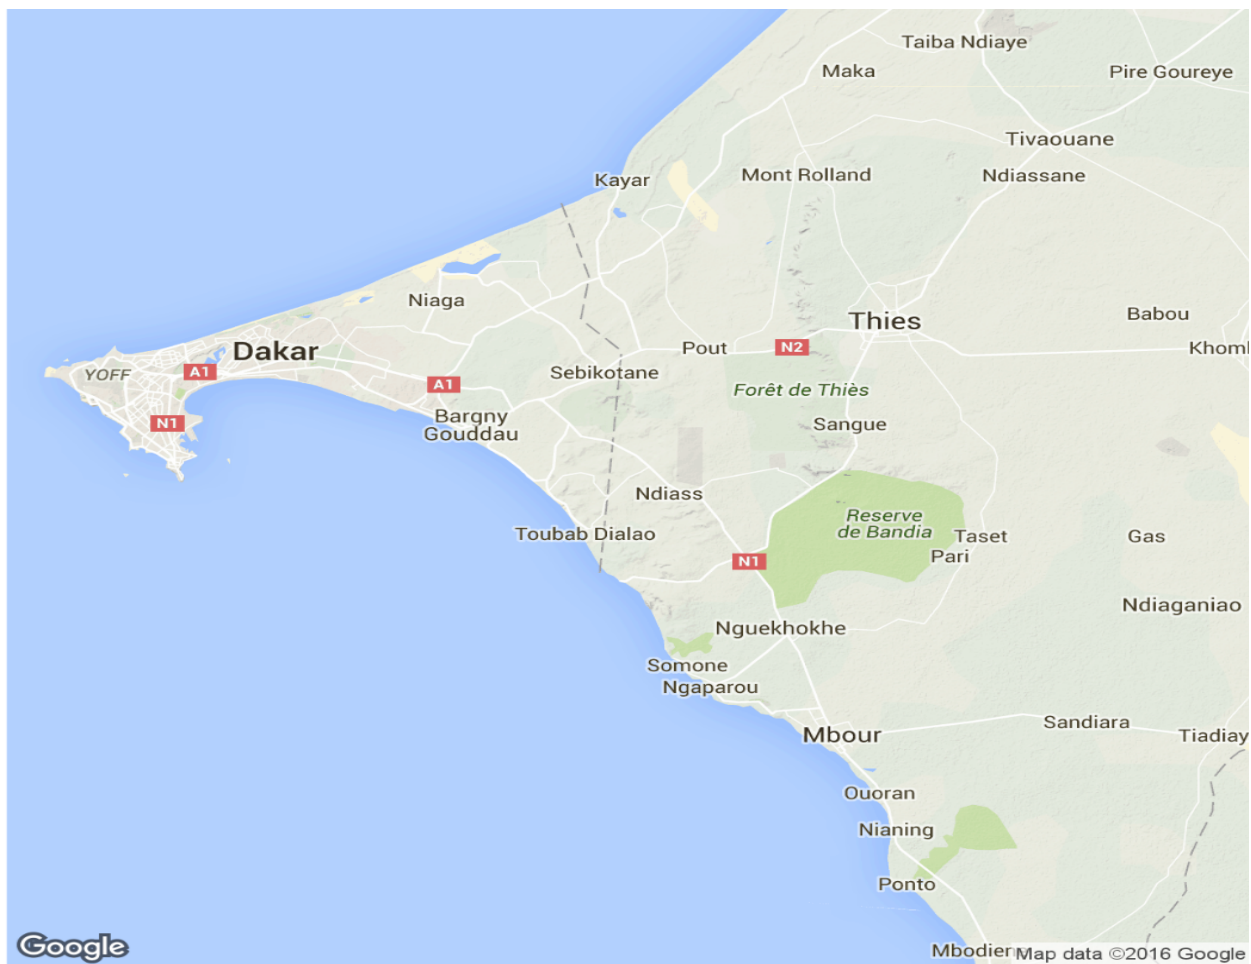 Taiba Ndiaye
Maka
Pire Goureye
Tivaouane
Kayar
Mont Rolland
Ndiassane
Niaga
Babou
Thies
Dakar
Pout
N2
Khoml
YOFF
A1
A1
Sebikotane
Forêt de Thiès
Bargny
Gouddau
N1
Sangue
Ndiass
Reserve
de Bandia
Toubab Dialao
Taset
Pari
Gas
N1
Ndiaganiao
Nguekhokhe
Somone
Ngaparou
Sandiara
Mbour
Tiadiay
Ouoran
Nianing
Ponto
Google
Mbodiene
Map data ©2016 Google